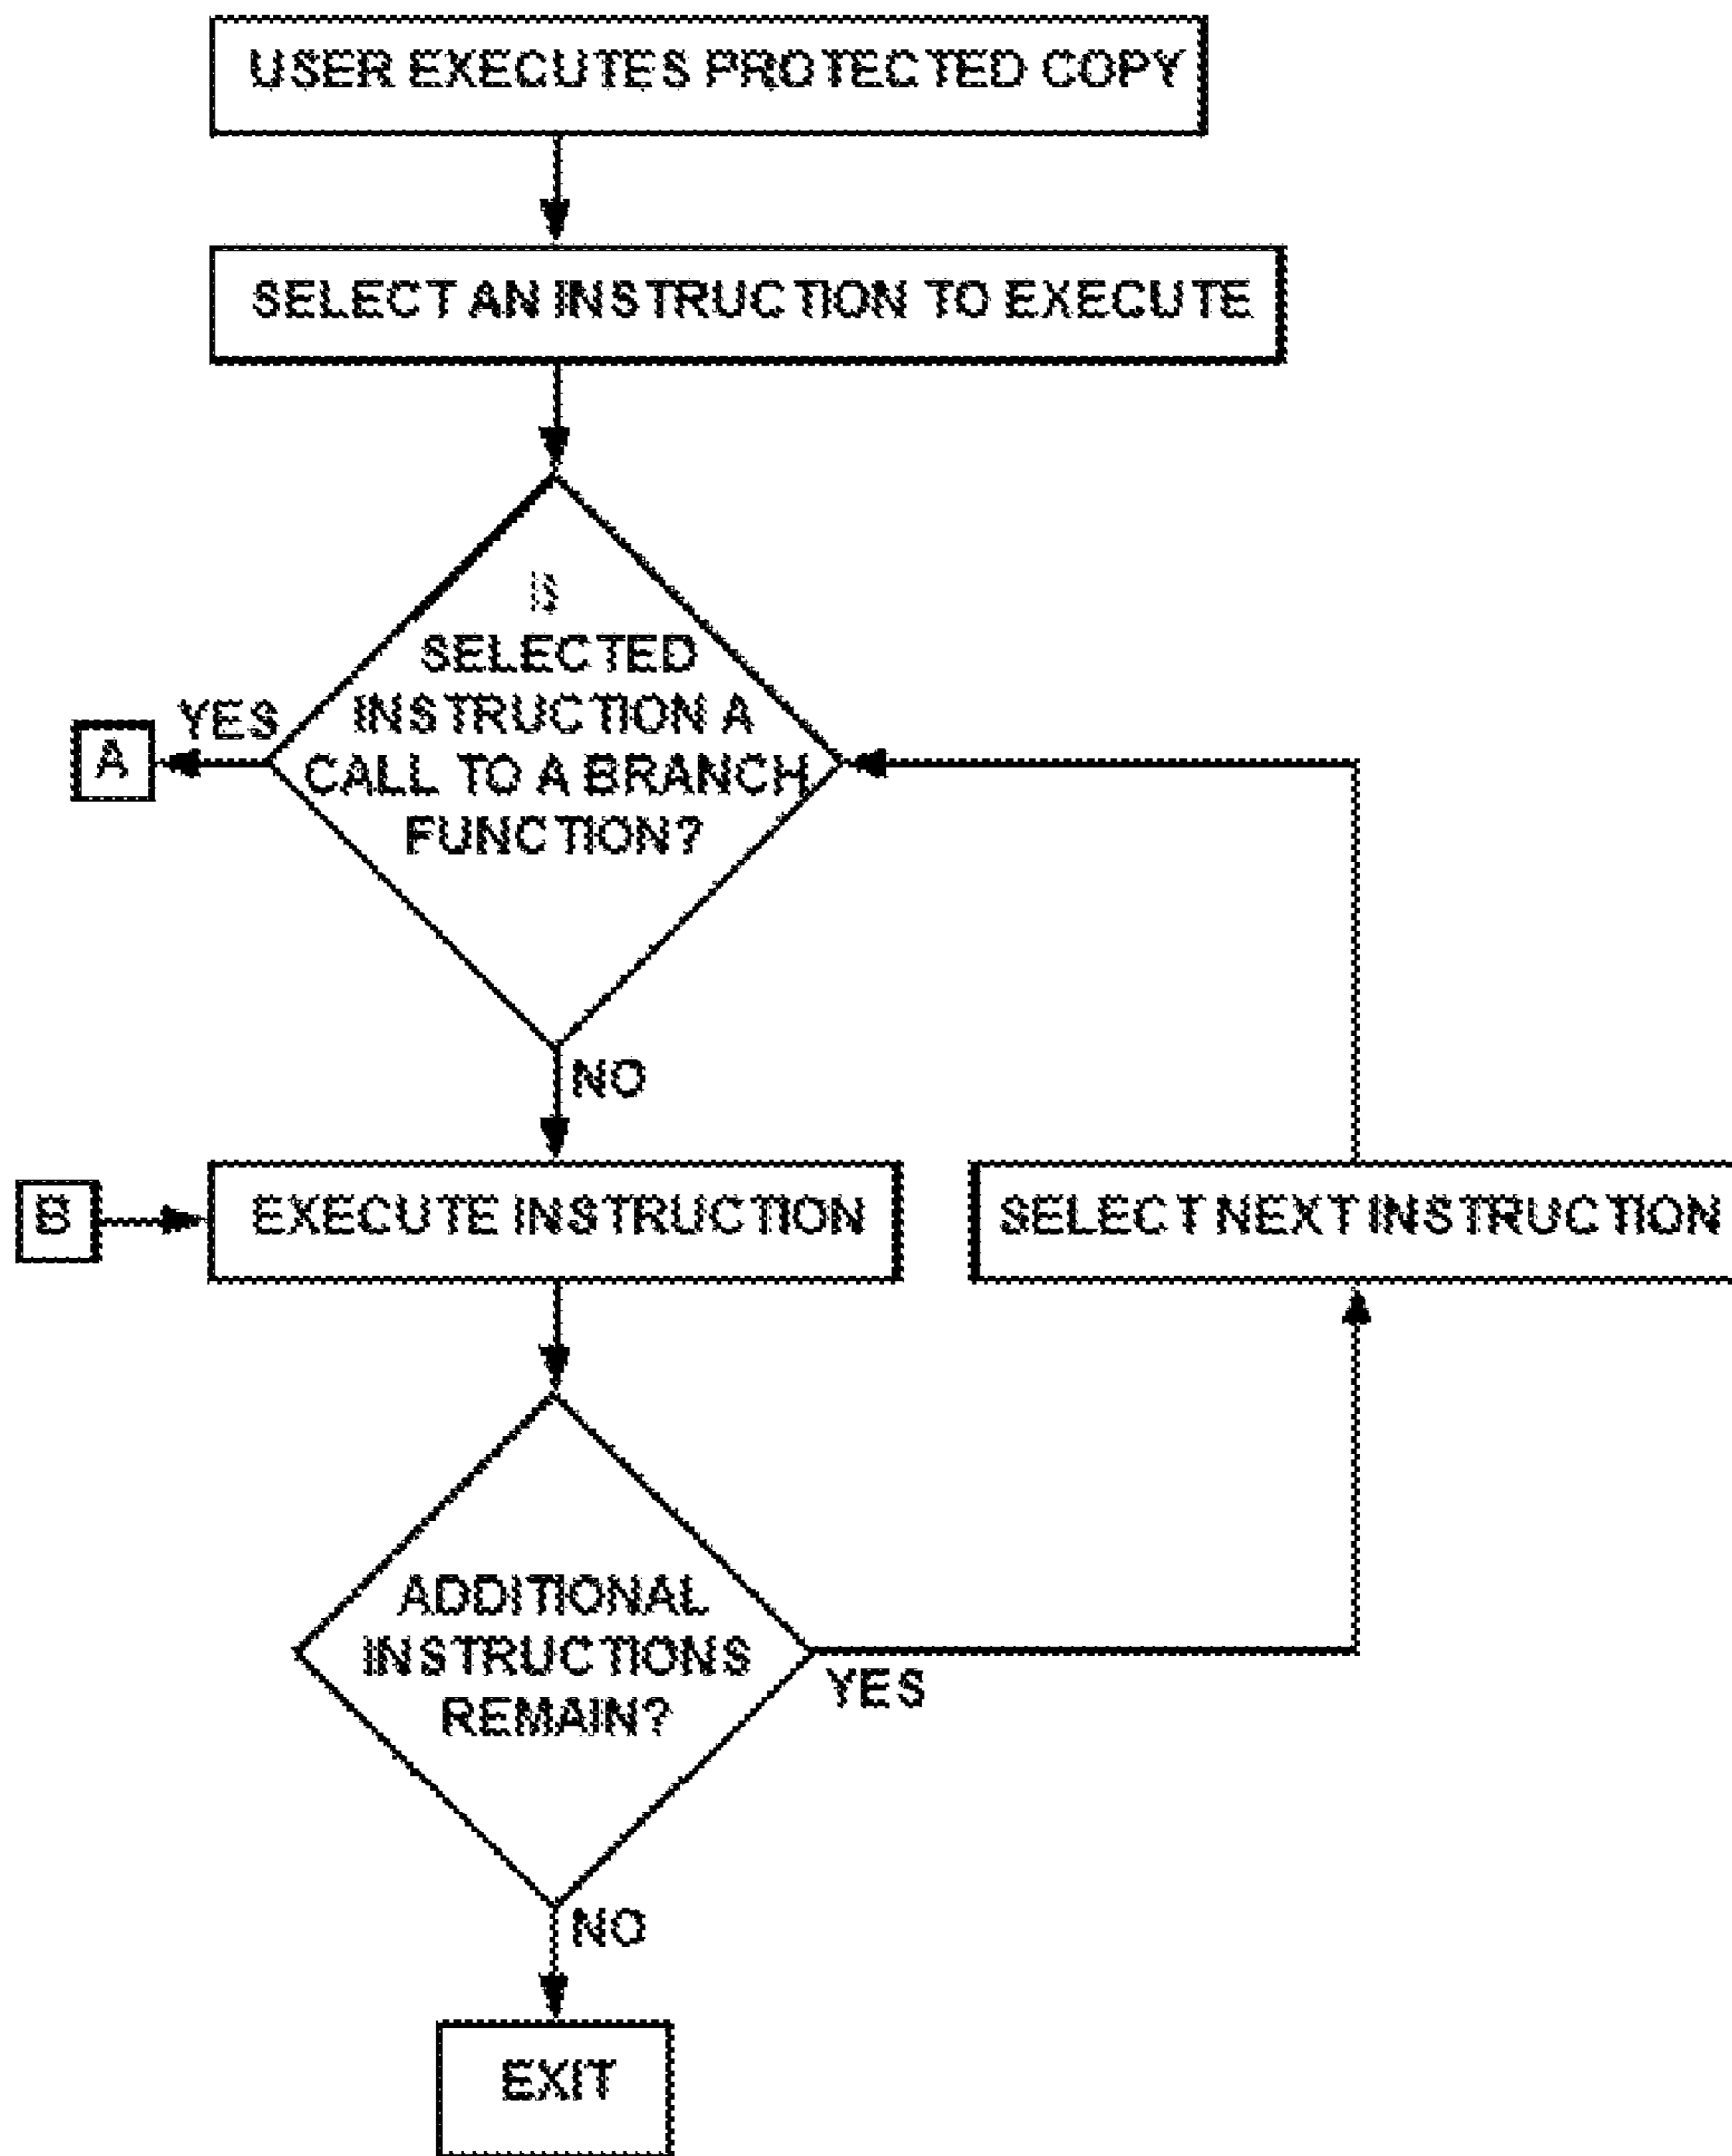 USER EXECUTES PROTECTED COPY
SELECT AN INSTRUCTION TO EXECUTE
IS
SELECTED
INSTRUCTION A
CALL TO A BRANCH
FUNCTION?
YES
A
NO
B
EXECUTE INSTRUCTION
SELECT NEXT INSTRUCTION
ADDITIONAL
INSTRUCTIONS
REMAIN?
YES
NO
EXIT